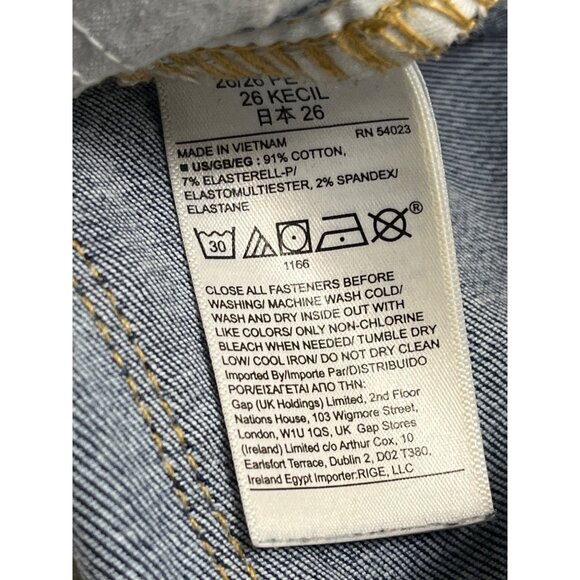 26/26 PE
26 KECIL
日本 26
MADE IN VIETNAM RN 54023
■ US/GB/EG : 91% COTTON,
7% ELASTERELL-P/
ELASTOMULTIESTER, 2% SPANDEX/
ELASTANE
30 ®
1166
CLOSE ALL FASTENERS BEFORE
WASHING/ MACHINE WASH COLD/
WASH AND DRY INSIDE OUT WITH
LIKE COLORS/ ONLY NON-CHLORINE
BLEACH WHEN NEEDED/ TUMBLE DRY
LOW/ COOL IRON/ DO NOT DRY CLEAN
Imported By/Importe Par/DISTRIBUIDO
POR/ΕΙΣΑΓΕΤΑΙ ΑΠΟ ΤΗΝ:
Gap (UK Holdings) Limited, 2nd Floor
Nations House, 103 Wigmore Street,
London, W1U 1QS, UK Gap Stores
(Ireland) Limited c/o Arthur Cox, 10
Earlsfort Terrace, Dublin 2, D02 T380,
Ireland Egypt Importer:RIGE, LLC